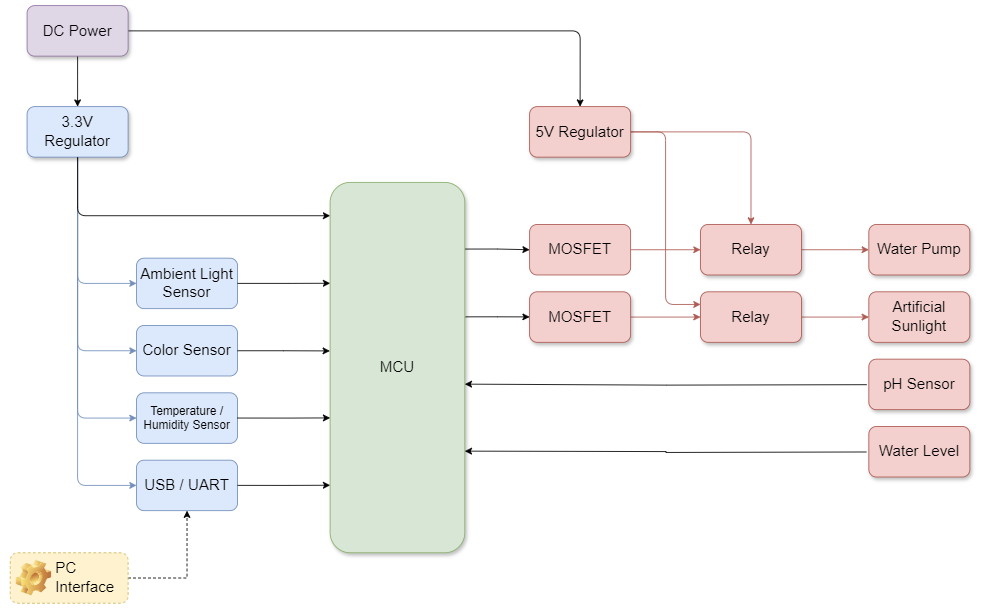 DC Power
3.3V
Regulator
5V Regulator
MOSFET
Relay
Water Pump
Ambient Light
Sensor
MOSFET
Relay
Artificial
Sunlight
Color Sensor
MCU
pH Sensor
Temperature /
Humidity Sensor
Water Level
USB / UART
PC
Interface